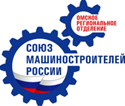 ОМСКОЕ
РЕГИОНАЛЬНОЕ
ОТДЕЛЕНИЕ
СОЮЗ
МАШИНОСТРОИТЕЛЕЙ
РОССИИ